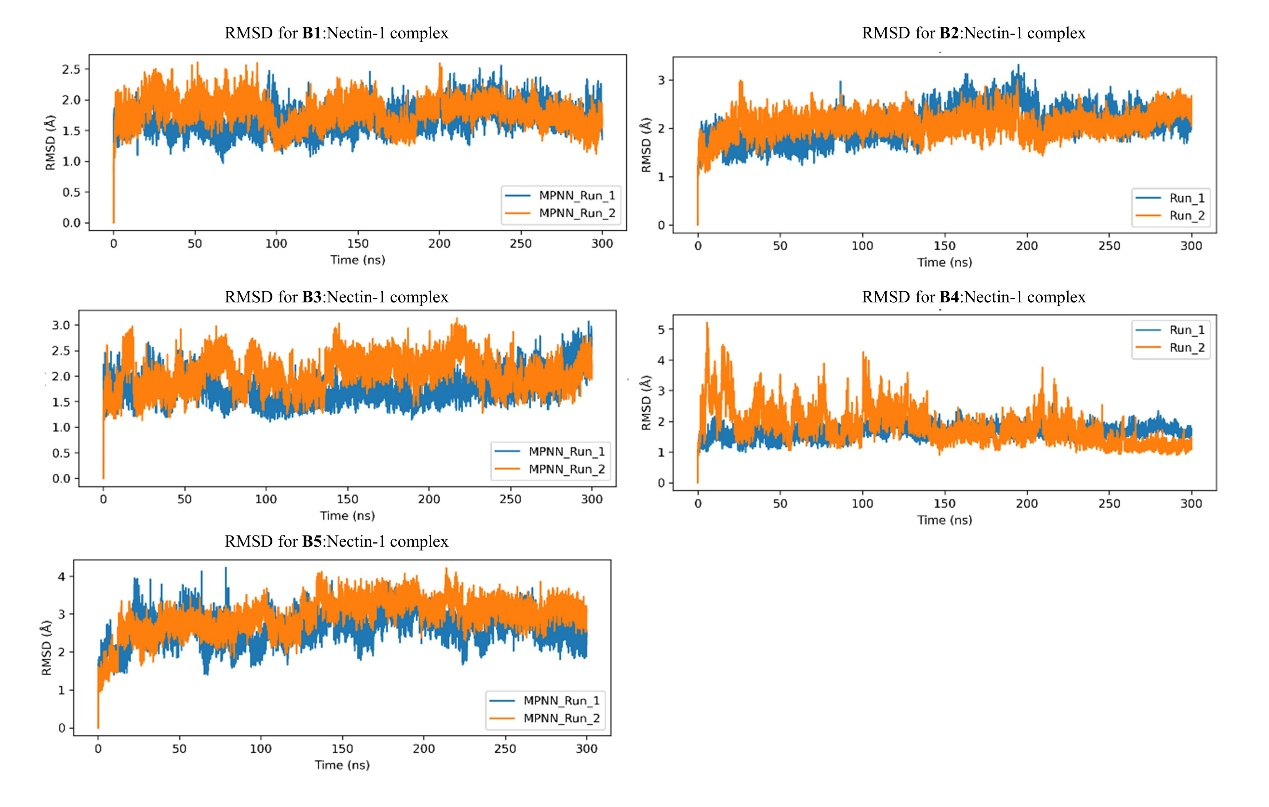 RMSD for B1:Nectin-1 complex
2.5
2.0
1.5
1.0
0.5
0.0
RMSD (Å)
MPNN_Run_1
MPNN_Run_2
0 50 100 150 200 250 300
Time (ns)
RMSD for B2:Nectin-1 complex
3
2
1
0
RMSD (Å)
Run_1
Run_2
0 50 100 150 200 250 300
Time (ns)
RMSD for B3:Nectin-1 complex
3.0
2.5
2.0
1.5
1.0
0.5
0.0
RMSD (Å)
MPNN_Run_1
MPNN_Run_2
0 50 100 150 200 250 300
Time (ns)
RMSD for B4:Nectin-1 complex
5
4
3
2
1
0
RMSD (Å)
Run_1
Run_2
0 50 100 150 200 250 300
Time (ns)
RMSD for B5:Nectin-1 complex
4
3
2
1
0
RMSD (Å)
MPNN_Run_1
MPNN_Run_2
0 50 100 150 200 250 300
Time (ns)